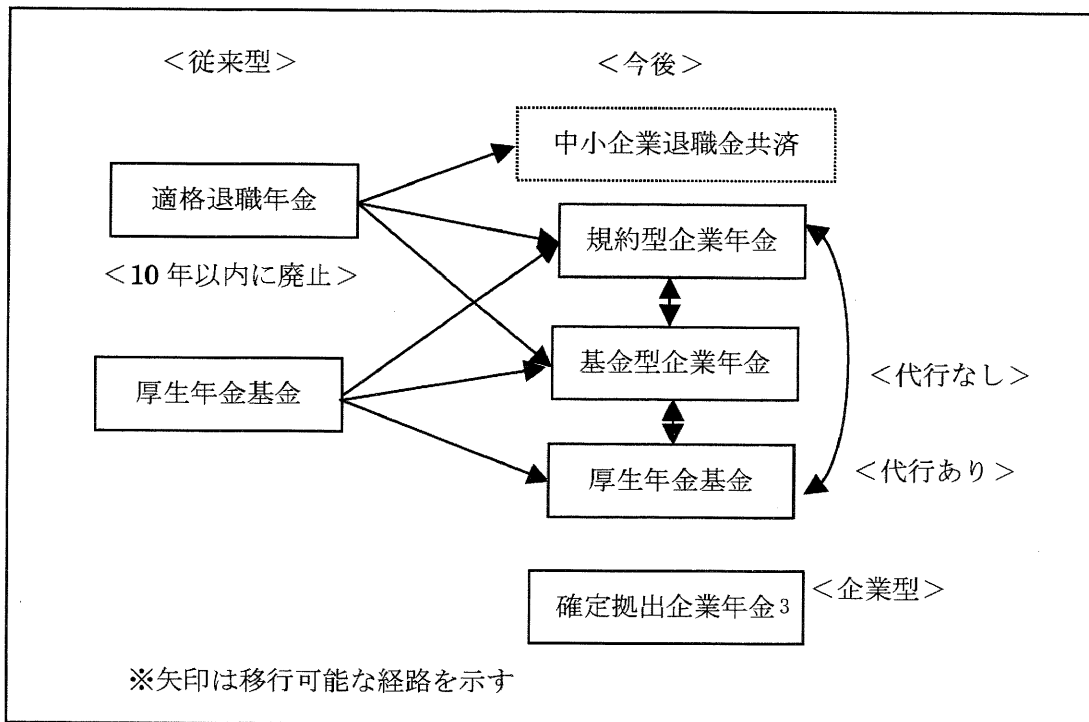 ＜従来型＞
＜今後＞
中小企業退職金共済
適格退職年金
規約型企業年金
＜10年以内に廃止＞
基金型企業年金
厚生年金基金
＜代行なし＞
厚生年金基金
＜代行あり＞
確定拠出企業年金3
＜企業型＞
※矢印は移行可能な経路を示す